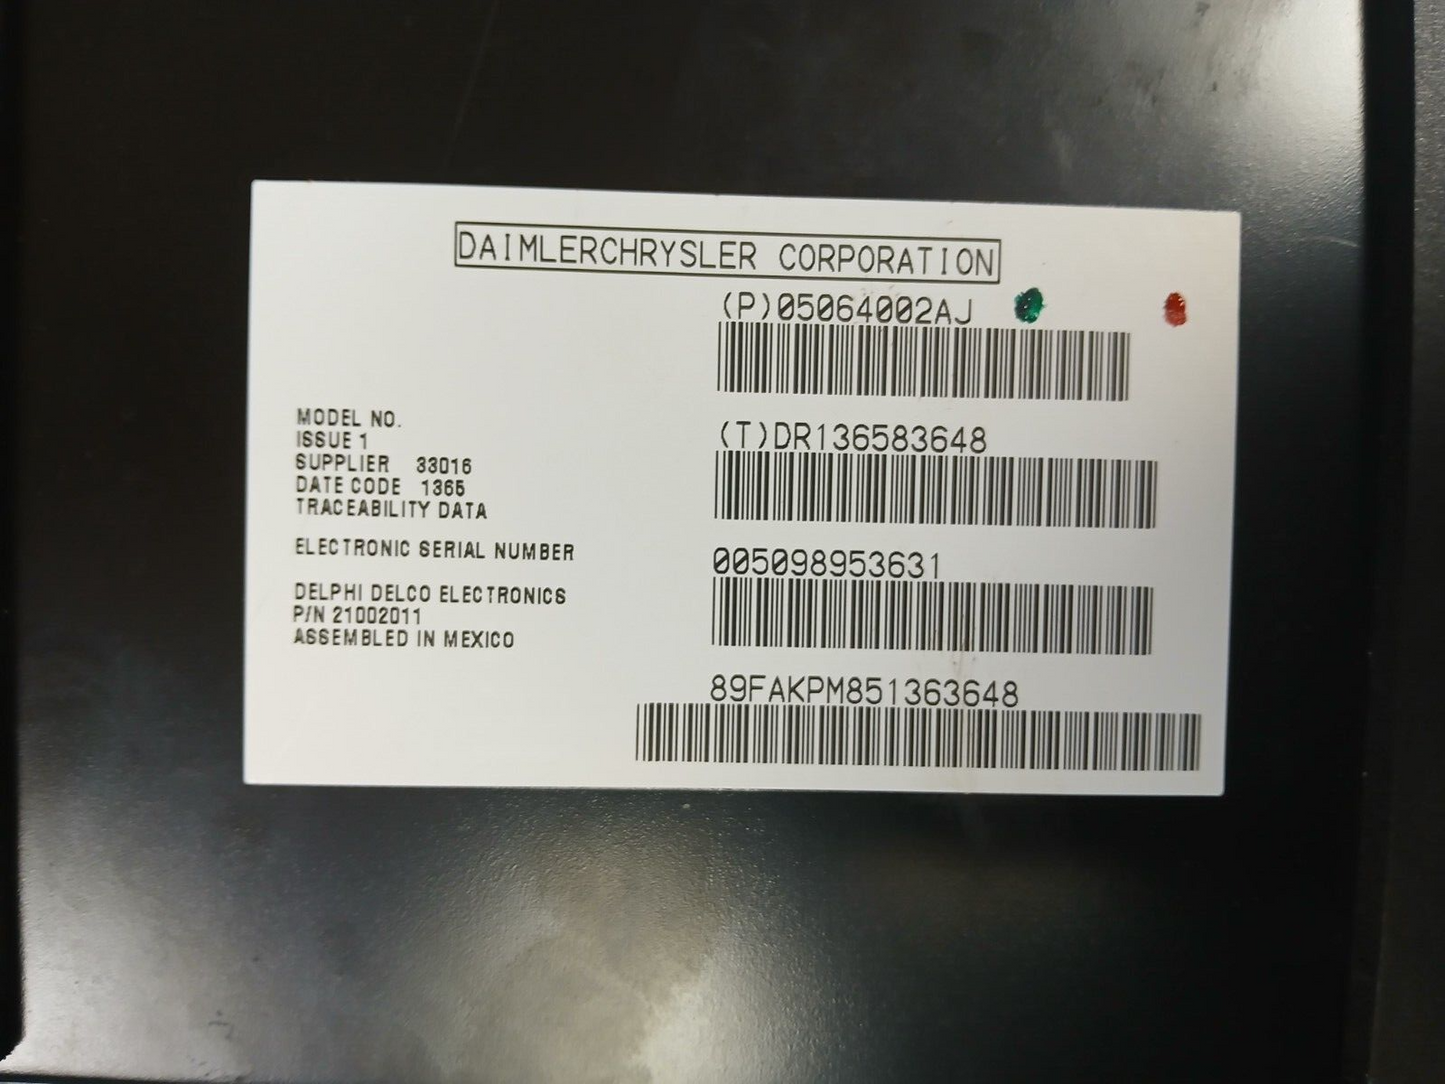 DAIMLERCHRYSLER CORPORATION
(P)05064002AJ
MODEL NO.
ISSUE 1
SUPPLIER 33016
DATE CODE 1365
TRACEABILITY DATA
(T)DR136583648
ELECTRONIC SERIAL NUMBER
005098953631
DELPHI DELCO ELECTRONICS
P/N 21002011
ASSEMBLED IN MEXICO
89FAKPM851363648